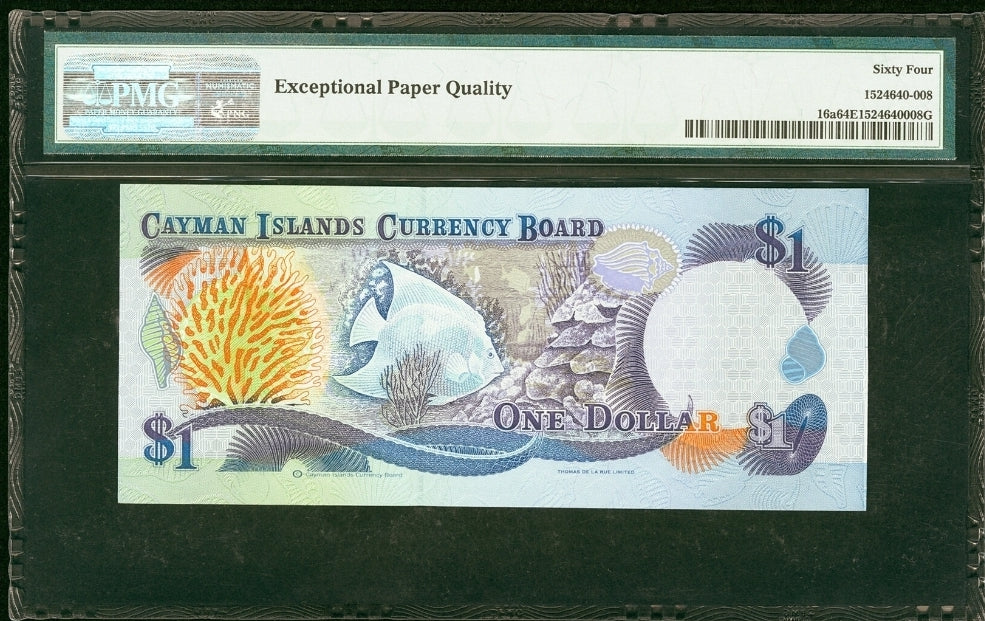 PMG
Exceptional Paper Quality
Sixty Four
1524640-008
16a64E1524640008G
CAYMAN ISLANDS CURRENCY BOARD
$1
ONE DOLLAR
$1
$1
© Cayman Islands Currency Board
THOMAS DE LA RUE LIMITED